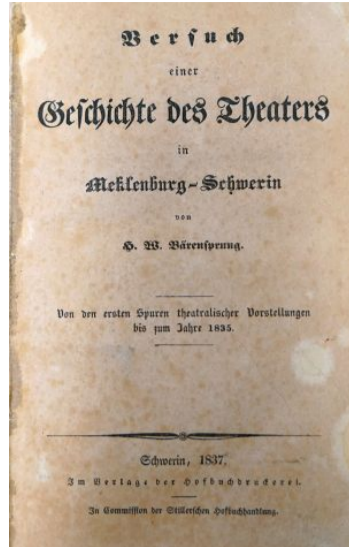 Versuch
einer
Geschichte des Theaters
in
Meklenburg-Schwerin
von
H. W. Bärensprung.
Von den ersten Spuren theatralischer Vorstellungen
bis zum Jahre 1835.
Schwerin, 1837.
Im Verlage der Hofbuchdruckerei.
In Commission der Stillerschen Hofbuchhandlung.